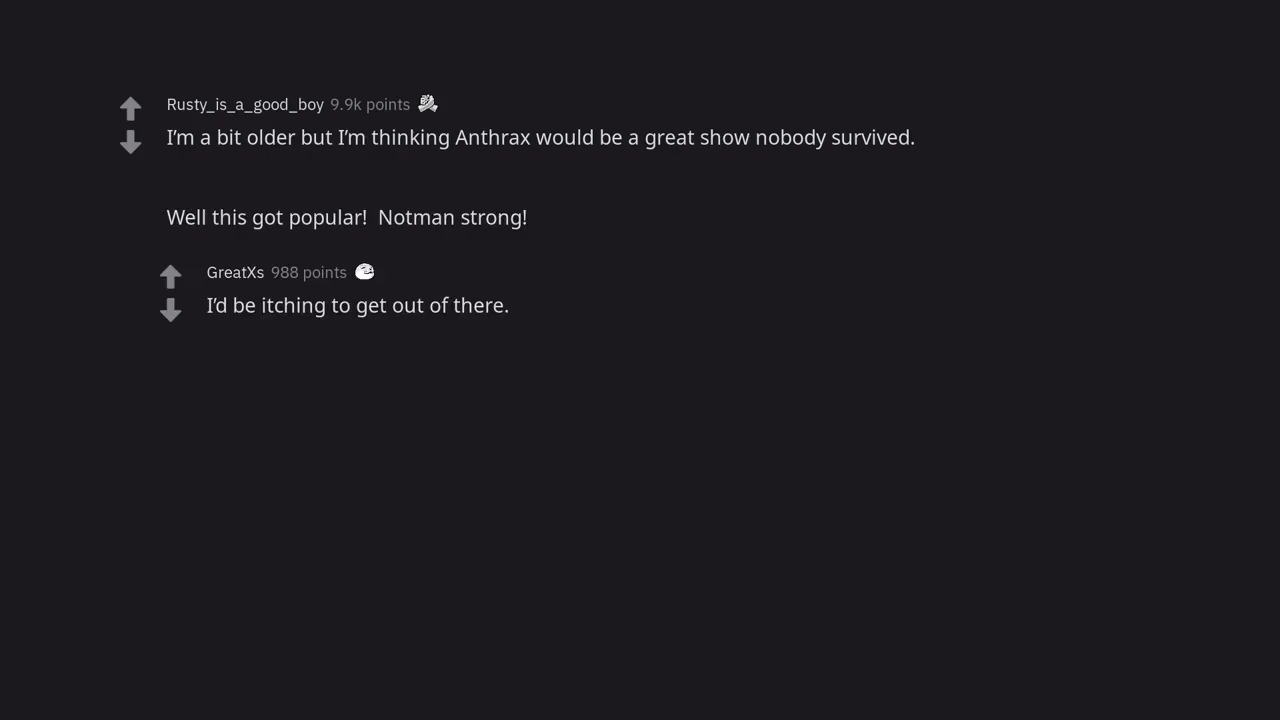 Rusty_is_a_good_boy 9.9k points
I’m a bit older but I’m thinking Anthrax would be a great show nobody survived.
Well this got popular!  Notman strong!
GreatXs 988 points
I’d be itching to get out of there.